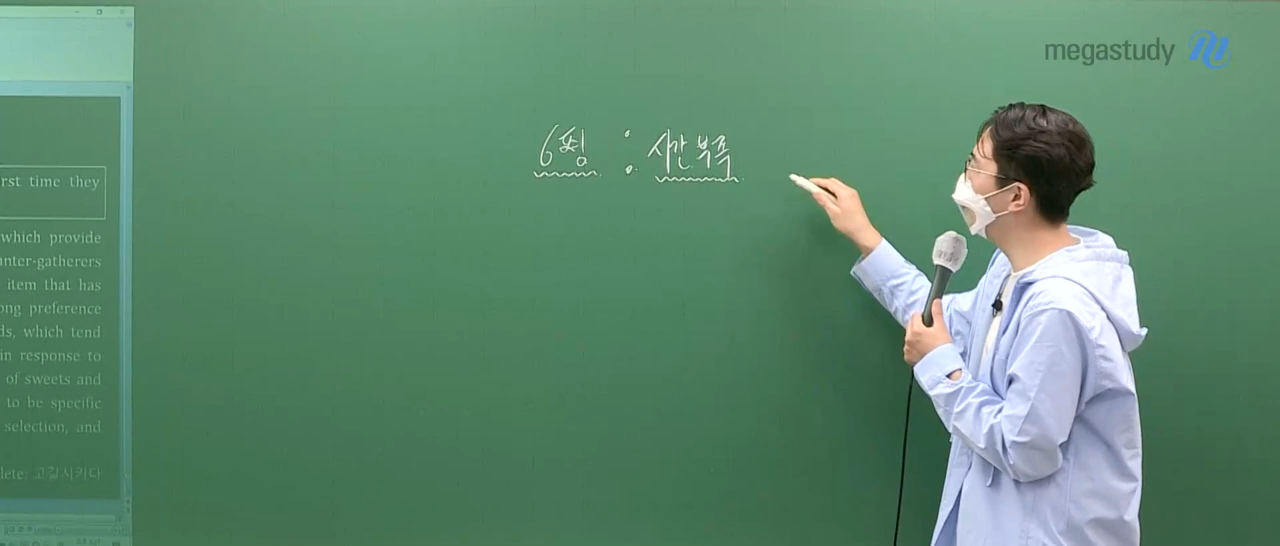 megastudy M
6평 : 시간 부족
rst time they
which provide
unter-gatherers
item that has
ong preference
ds, which tend
in response to
of sweets and
to be specific
selection, and
lete: 고갈시키다